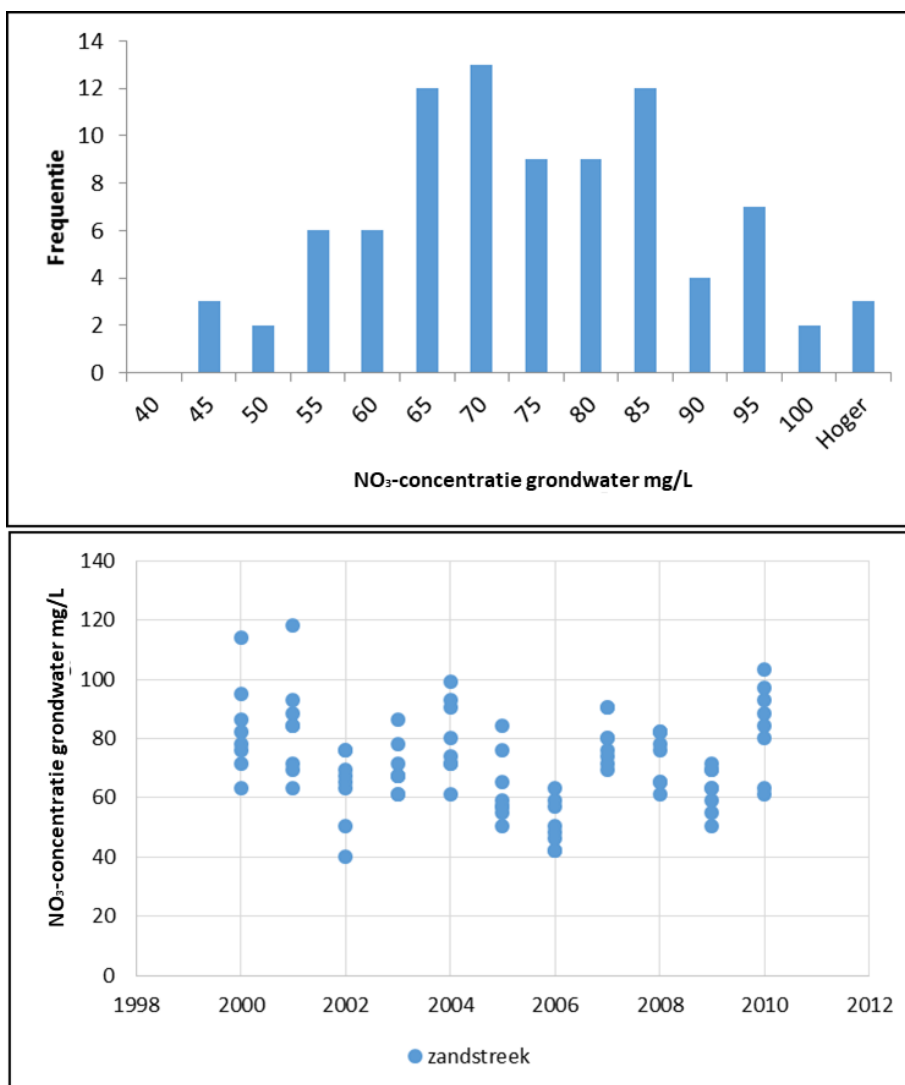 14
12
10
8
6
4
2
0
Frequentie
40 45 50 55 60 65 70 75 80 85 90 95 100 Hoger
NO₃-concentratie grondwater mg/L
140
120
100
80
60
40
20
0
NO₃-concentratie grondwater mg/L
1998 2000 2002 2004 2006 2008 2010 2012
zandstreek